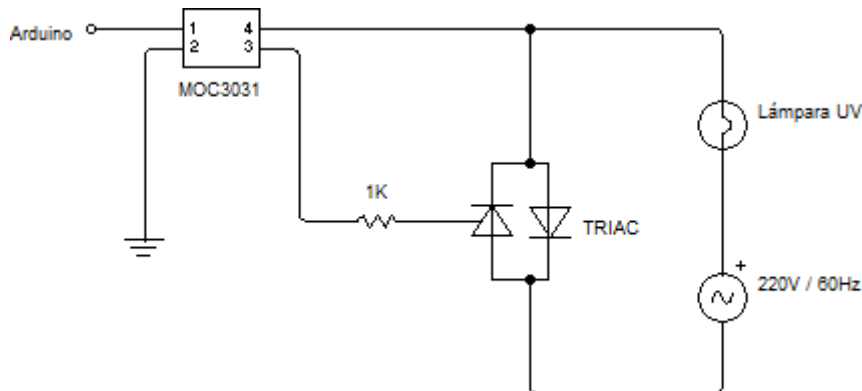 Arduino
1 4
2 3
MOC3031
Lámpara UV
1K
TRIAC
+
220V / 60Hz